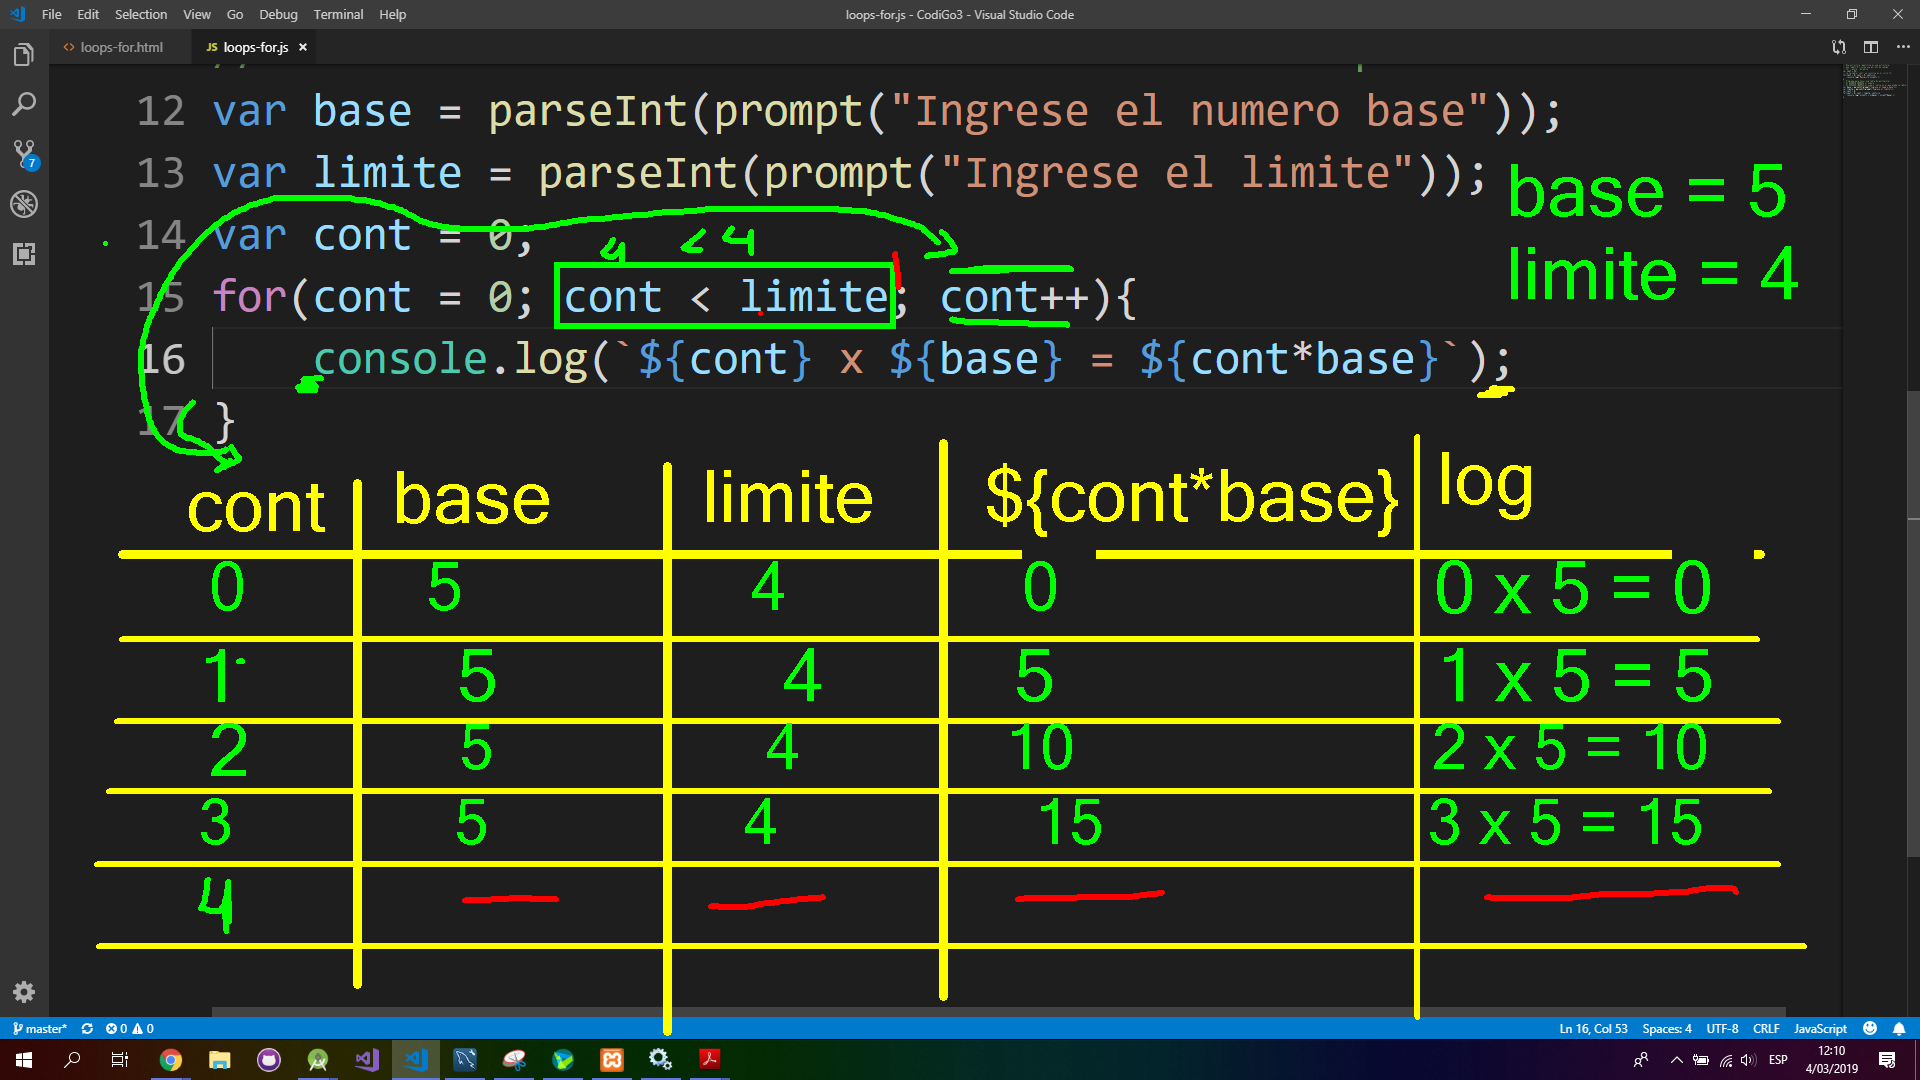 File Edit Selection View Go Debug Terminal Help
loops-for.js - CodiGo3 - Visual Studio Code
loops-for.html
JS loops-for.js
12 var base = parseInt(prompt("Ingrese el numero base"));
13 var limite = parseInt(prompt("Ingrese el limite"));
base = 5
14 var cont = 0;
4 < 4
limite = 4
15 for(cont = 0; cont < limite; cont++){
16 console.log(`${cont} x ${base} = ${cont*base}`);
17 }
cont base limite ${cont*base} log
0 5 4 0 0 x 5 = 0
1 5 4 5 1 x 5 = 5
2 5 4 10 2 x 5 = 10
3 5 4 15 3 x 5 = 15
4
7
master* 0 0 Ln 16, Col 53 Spaces: 4 UTF-8 CRLF JavaScript
ESP
12:10
4/03/2019